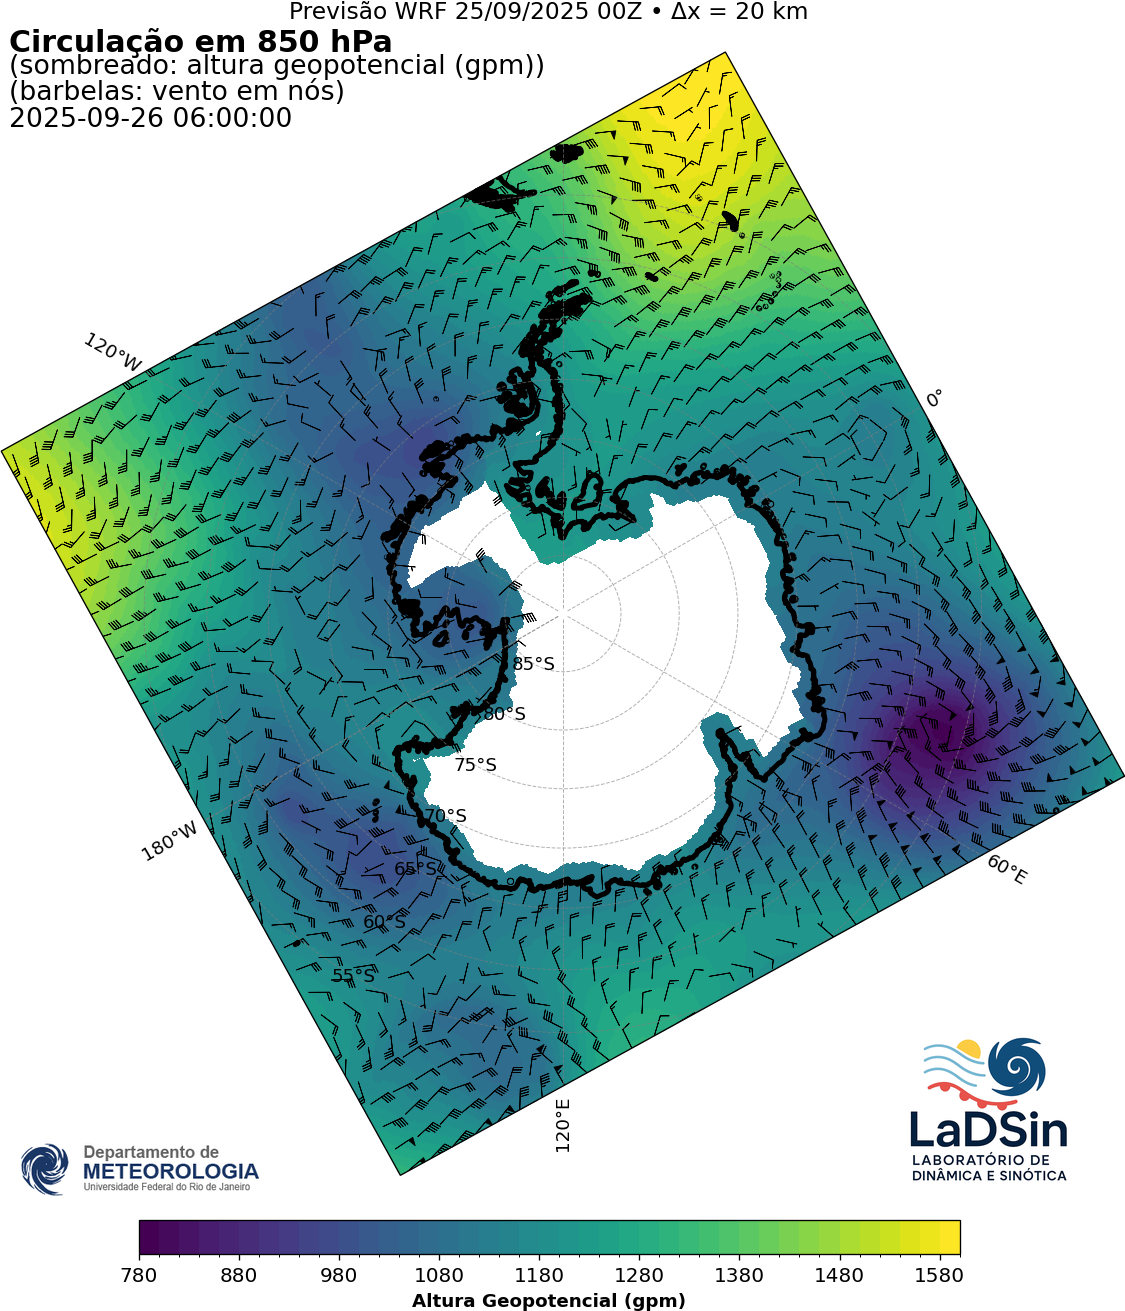 Previsão WRF 25/09/2025 00Z • Δx = 20 km
Circulação em 850 hPa
(sombreado: altura geopotencial (gpm))
(barbelas: vento em nós)
2025-09-26 06:00:00
120°W
0°
85°S
80°S
75°S
70°S
180°W
65°S
60°E
60°S
55°S
120°E
LaDSin
LABORATÓRIO DE
DINÂMICA E SINÓTICA
Departamento de
METEOROLOGIA
Universidade Federal do Rio de Janeiro
780 880 980 1080 1180 1280 1380 1480 1580
Altura Geopotencial (gpm)